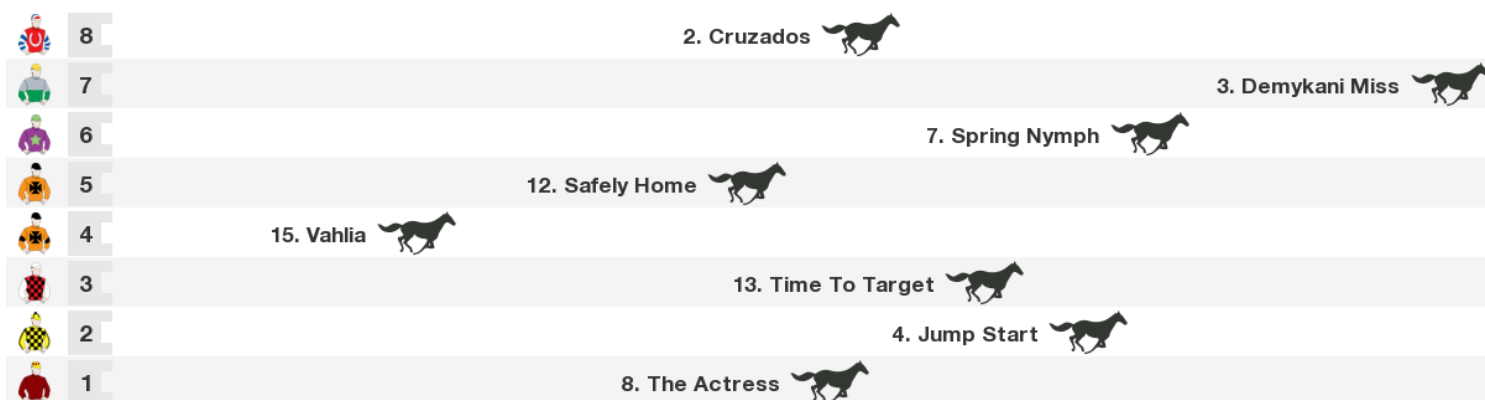 8 2. Cruzados
7 3. Demykani Miss
6 7. Spring Nymph
5 12. Safely Home
4 15. Vahlia
3 13. Time To Target
2 4. Jump Start
1 8. The Actress